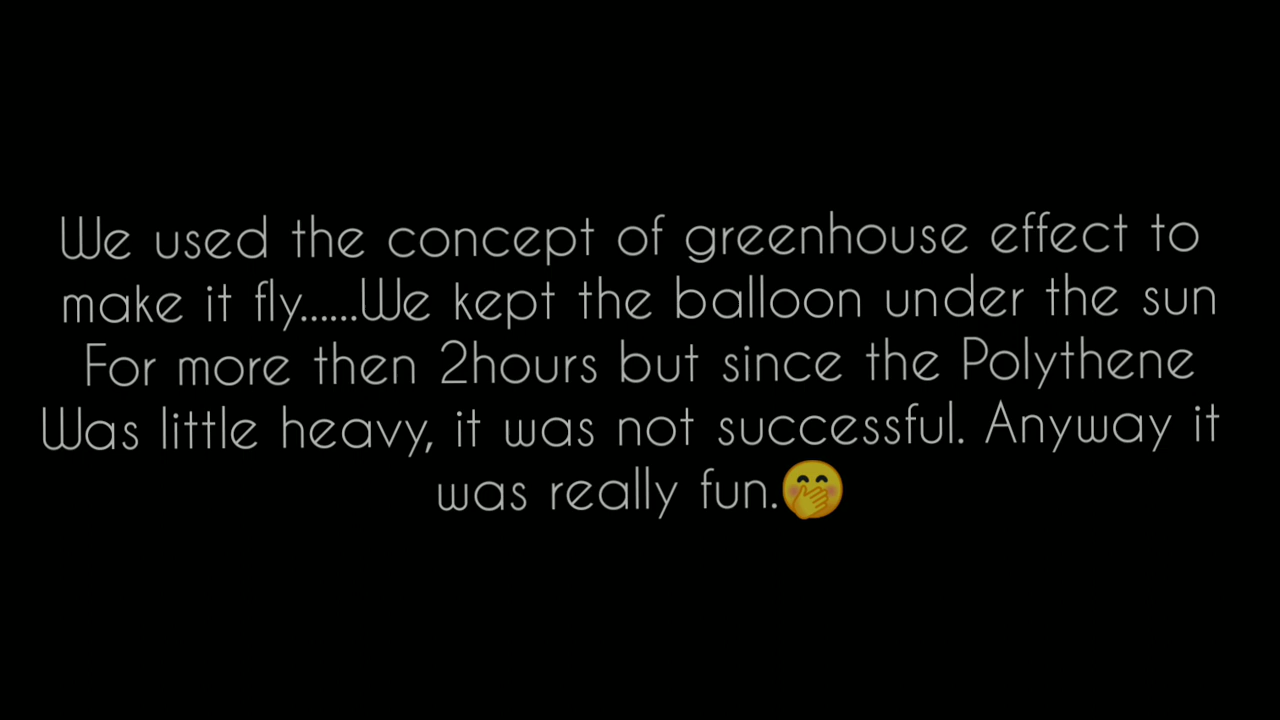 We used the concept of greenhouse effect to
make it fly......We kept the balloon under the sun
For more then 2hours but since the Polythene
Was little heavy, it was not successful. Anyway it
was really fun.🤭